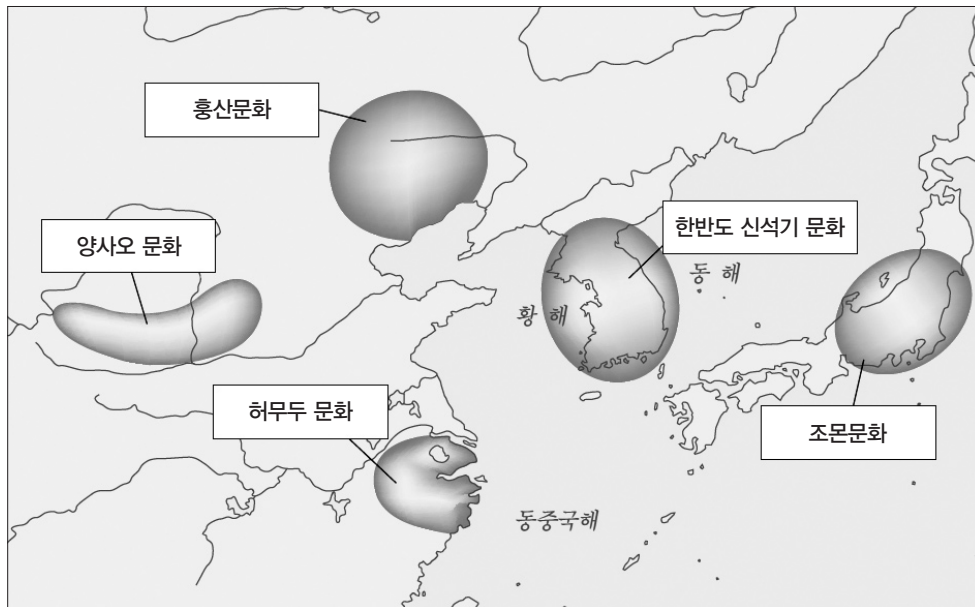 훙산문화
양사오 문화
한반도 신석기 문화
동 해
황 해
허무두 문화
조몬문화
동중국해